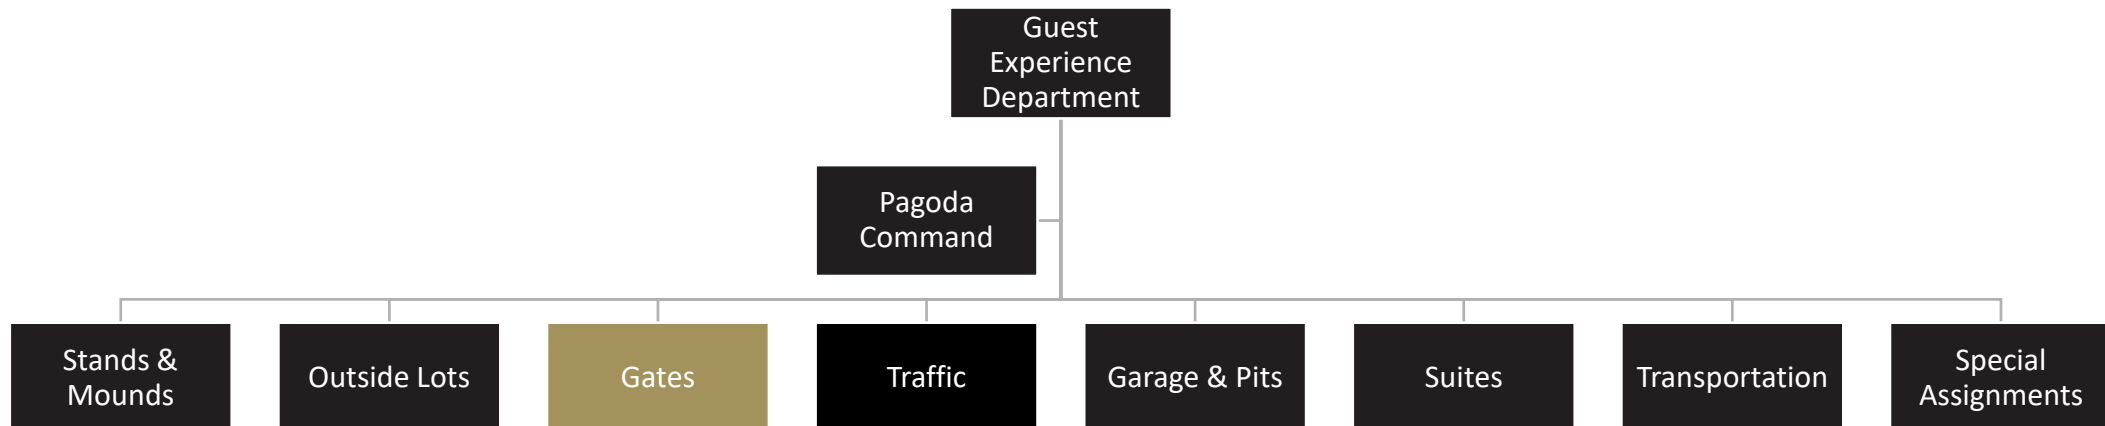 Guest
Experience
Department
Pagoda
Command
Stands &
Mounds
Outside Lots
Gates
Traffic
Garage & Pits
Suites
Transportation
Special
Assignments